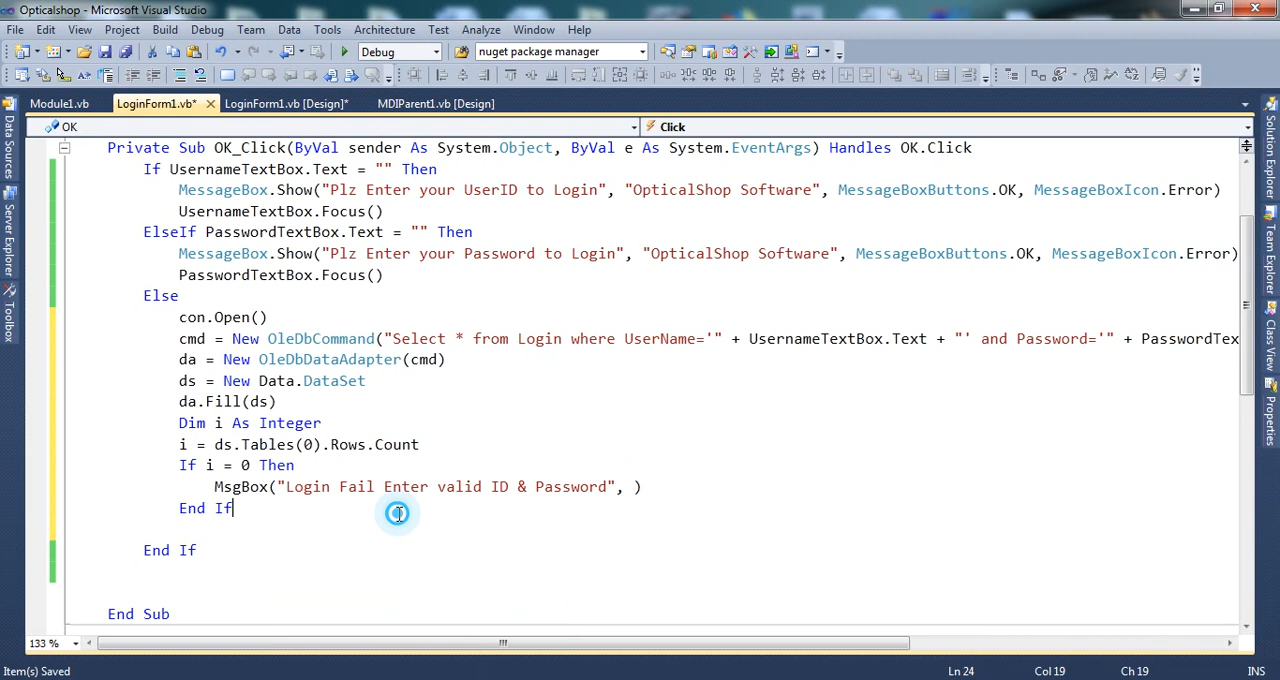 Opticalshop - Microsoft Visual Studio
File Edit View Project Build Debug Team Data Tools Architecture Test Analyze Window Help
Debug nuget package manager
Module1.vb LoginForm1.vb* LoginForm1.vb [Design]* MDIParent1.vb [Design]
OK Click
Private Sub OK_Click(ByVal sender As System.Object, ByVal e As System.EventArgs) Handles OK.Click
If UsernameTextBox.Text = "" Then
MessageBox.Show("Plz Enter your UserID to Login", "OpticalShop Software", MessageBoxButtons.OK, MessageBoxIcon.Error)
UsernameTextBox.Focus()
ElseIf PasswordTextBox.Text = "" Then
MessageBox.Show("Plz Enter your Password to Login", "OpticalShop Software", MessageBoxButtons.OK, MessageBoxIcon.Error)
PasswordTextBox.Focus()
Else
con.Open()
cmd = New OleDbCommand("Select * from Login where UserName='" + UsernameTextBox.Text + "' and Password='" + PasswordTex
da = New OleDbDataAdapter(cmd)
ds = New Data.DataSet
da.Fill(ds)
Dim i As Integer
i = ds.Tables(0).Rows.Count
If i = 0 Then
MsgBox("Login Fail Enter valid ID & Password", )
End If
End If
End Sub
133 %
Item(s) Saved Ln 24 Col 19 Ch 19 INS
Data Sources
Server Explorer
Toolbox
Solution Explorer
Team Explorer
Class View
Properties